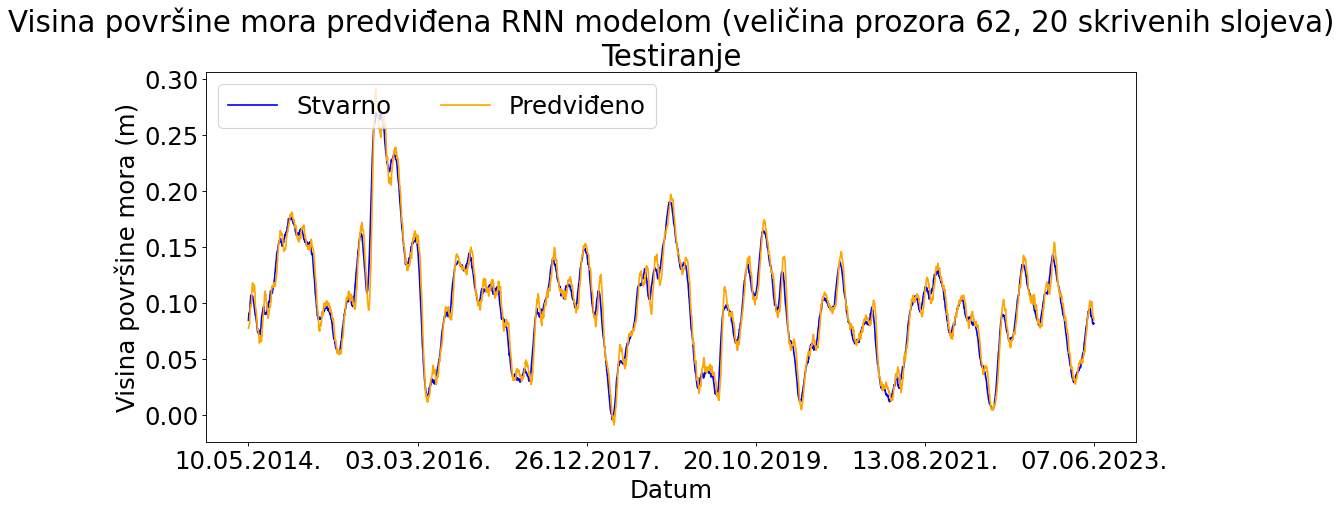 Visina površine mora predviđena RNN modelom (veličina prozora 62, 20 skrivenih slojeva)
Testiranje
Stvarno
Predviđeno
Visina površine mora (m)
0.30
0.25
0.20
0.15
0.10
0.05
0.00
10.05.2014.
03.03.2016.
26.12.2017.
20.10.2019.
13.08.2021.
07.06.2023.
Datum